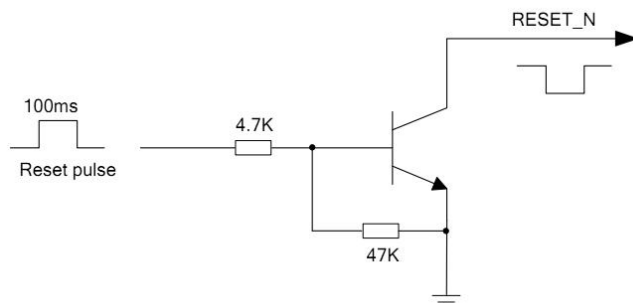 RESET_N
100ms
Reset pulse
4.7K
47K